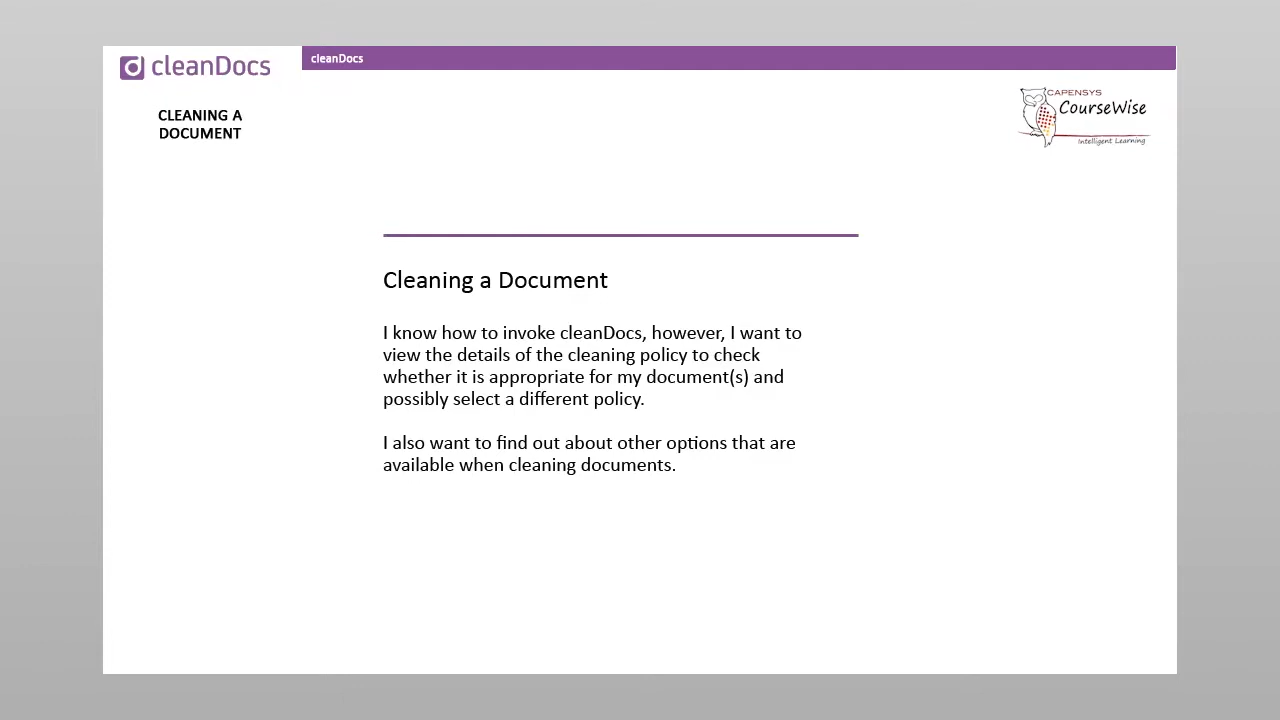 cleanDocs
cleanDocs
CLEANING A
DOCUMENT
CAPENSYS
CourseWise
Intelligent Learning
Cleaning a Document
I know how to invoke cleanDocs, however, I want to
view the details of the cleaning policy to check
whether it is appropriate for my document(s) and
possibly select a different policy.
I also want to find out about other options that are
available when cleaning documents.